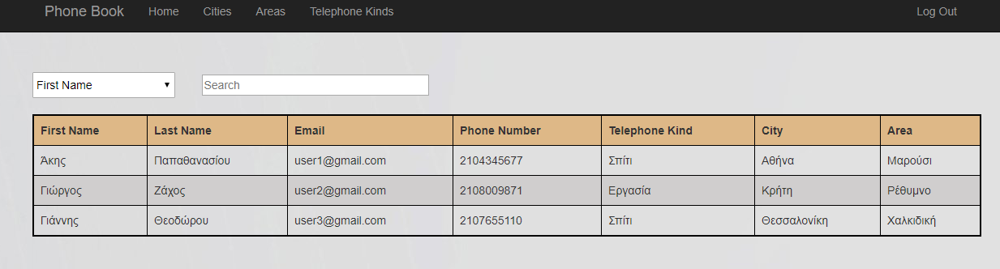 Phone Book Home Cities Areas Telephone Kinds Log Out
First Name Search
First Name Last Name Email Phone Number Telephone Kind City Area
Άκης Παπαθανασίου user1@gmail.com 2104345677 Σπίτι Αθήνα Μαρούσι
Γιώργος Ζάχος user2@gmail.com 2108009871 Εργασία Κρήτη Ρέθυμνο
Γιάννης Θεοδώρου user3@gmail.com 2107655110 Σπίτι Θεσσαλονίκη Χαλκιδική